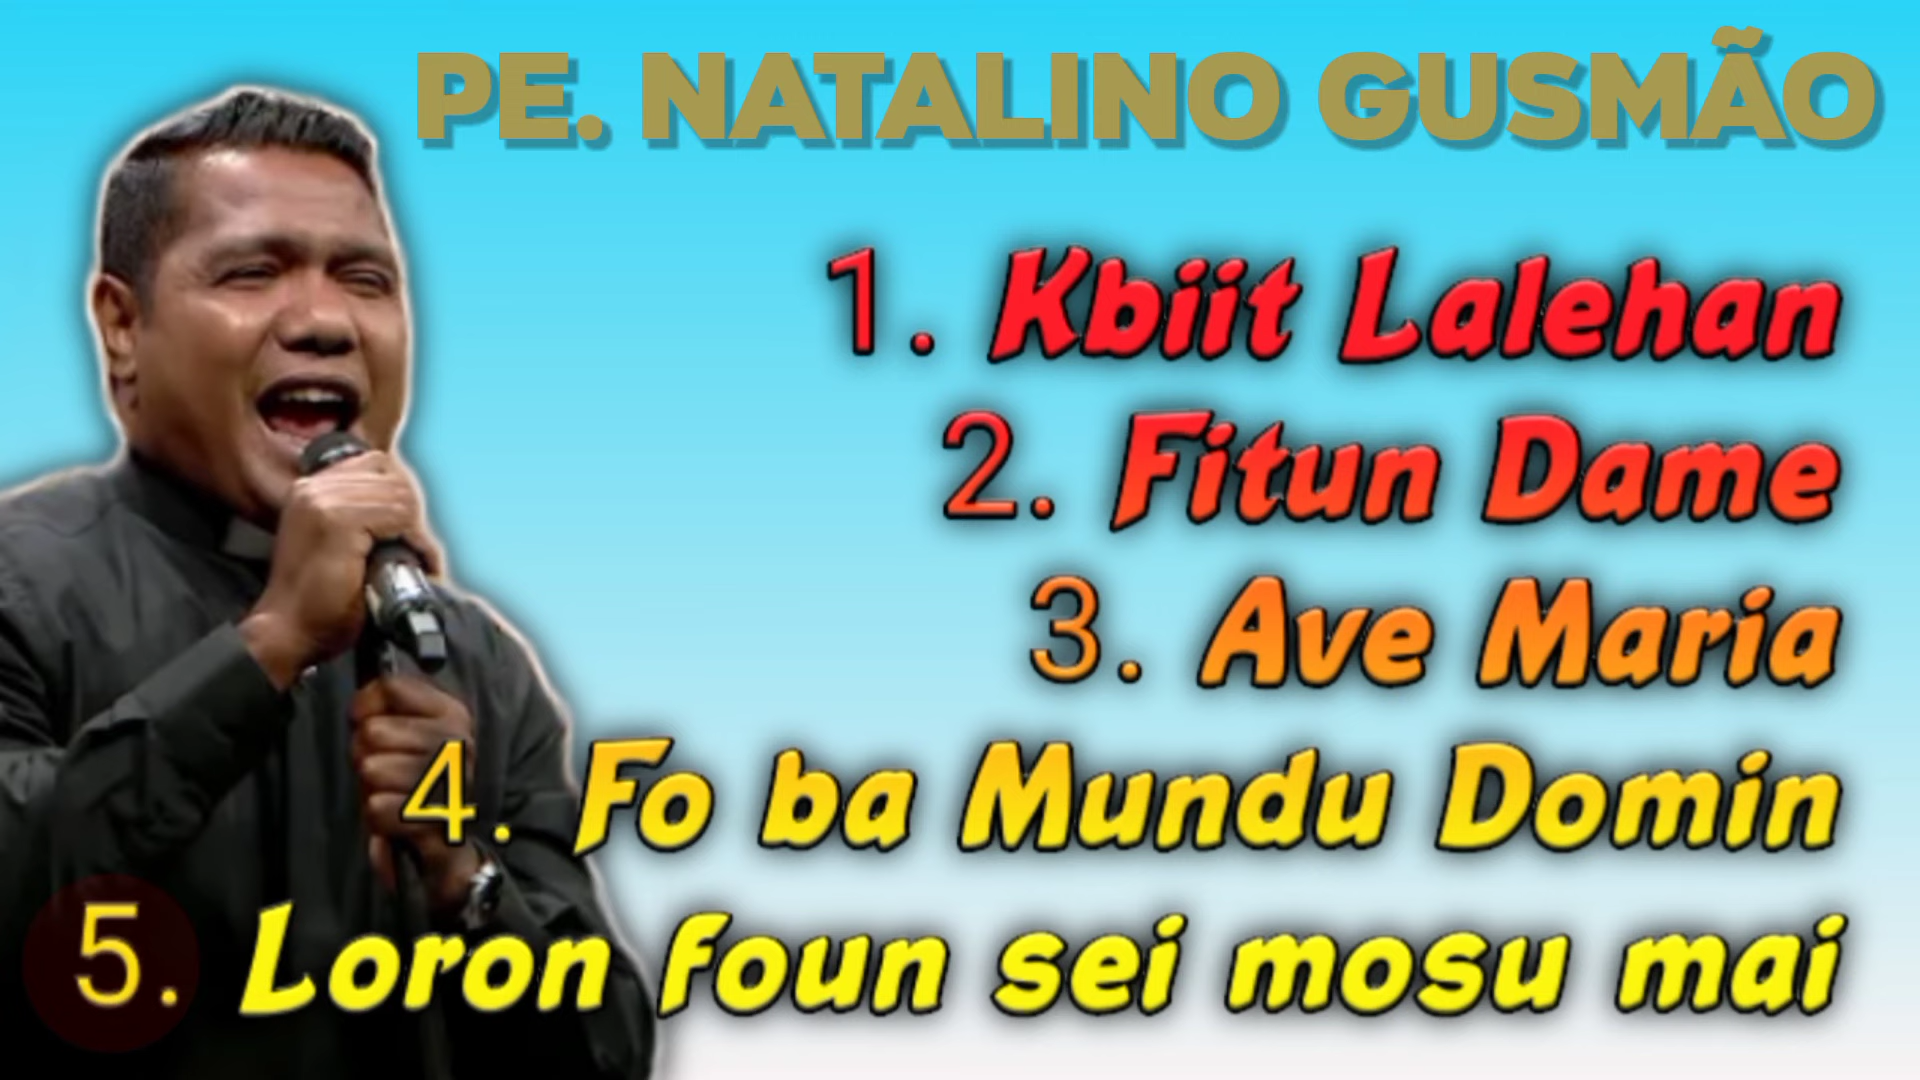 PE. NATALINO GUSMÃO
1. Kbiit Lalehan
2. Fitun Dame
3. Ave Maria
4. Fo ba Mundu Domin
5. Loron foun sei mosu mai